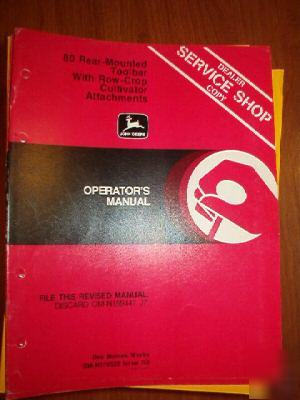 80 Rear-Mounted
Toolbar
With Row-Crop
Cultivator
Attachments
DEALER
SERVICE SHOP
COPY
JOHN DEERE
OPERATOR'S
MANUAL
FILE THIS REVISED MANUAL.
DISCARD
Des Moines Works